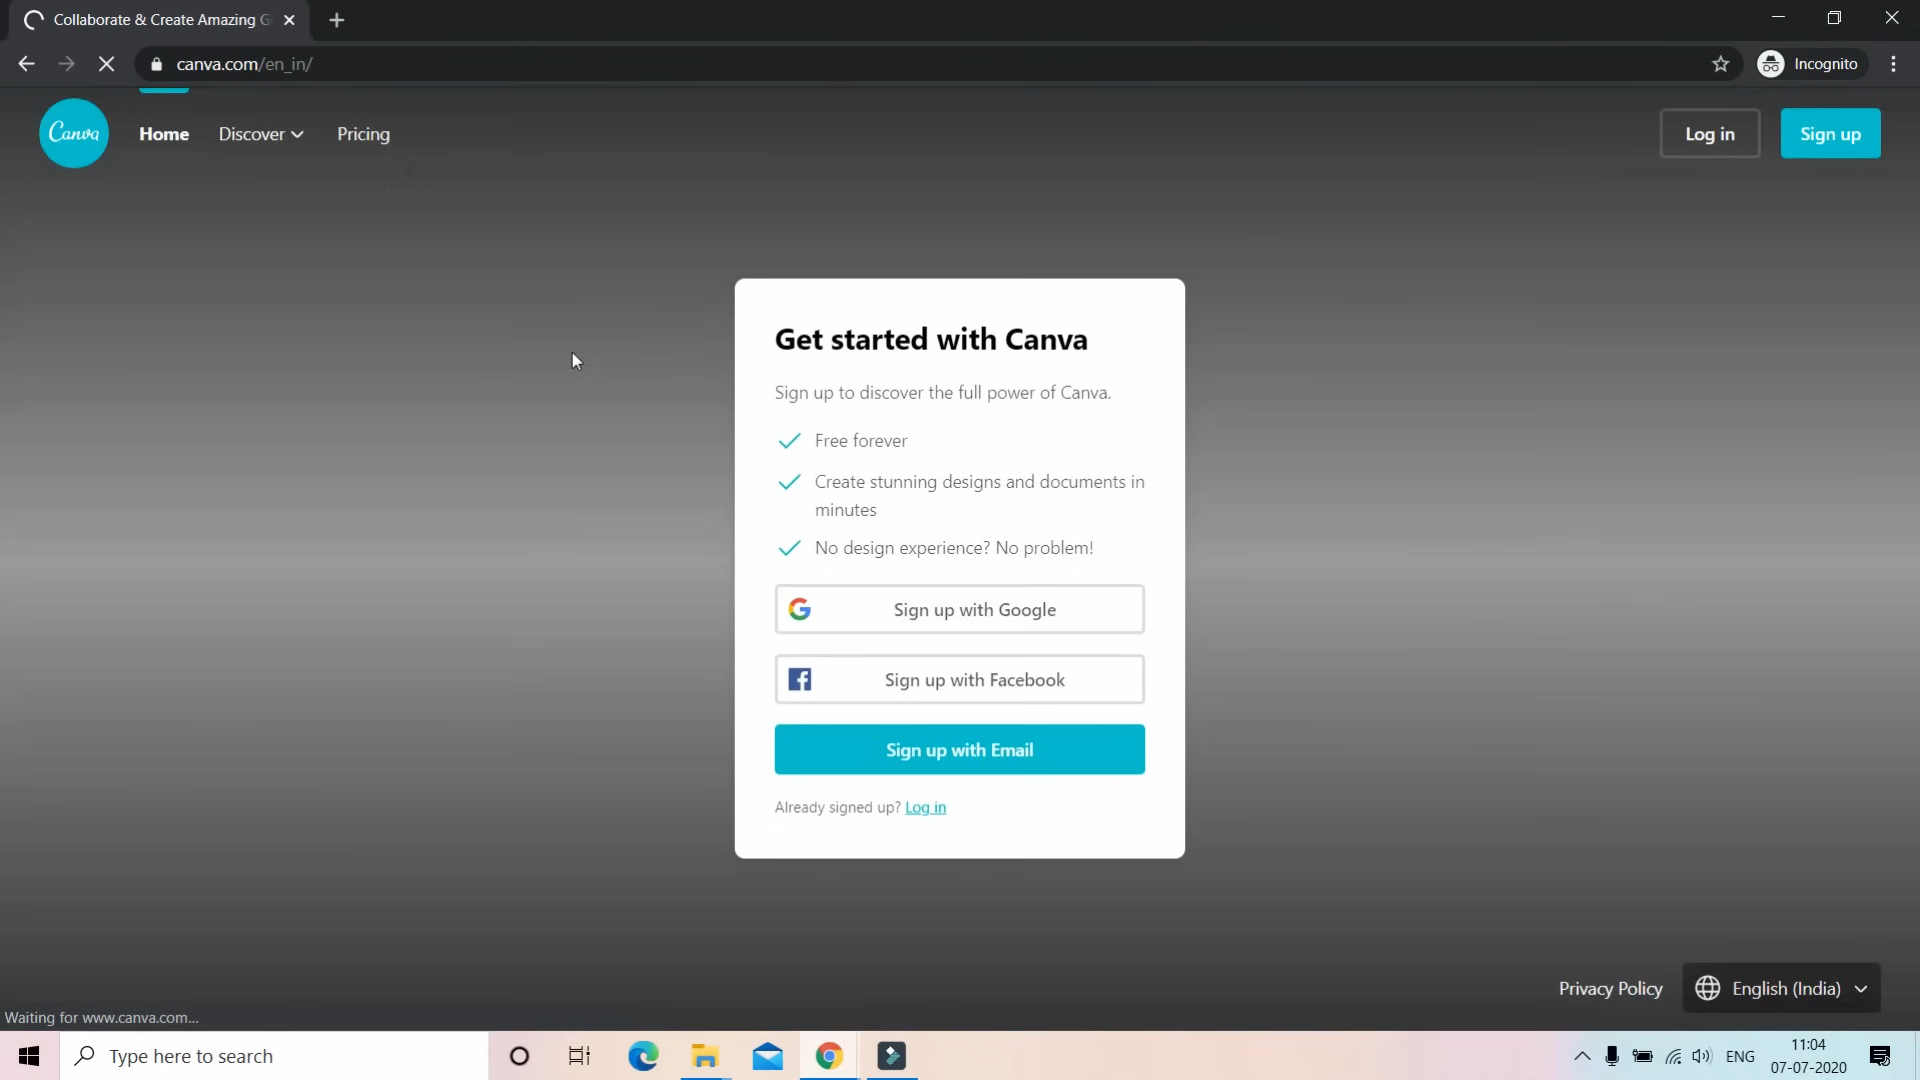 Collaborate & Create Amazing G
canva.com/en_in/
Incognito
Canva
Home
Discover
Pricing
Log in
Sign up
Get started with Canva
Sign up to discover the full power of Canva.
Free forever
Create stunning designs and documents in
minutes
No design experience? No problem!
Sign up with Google
Sign up with Facebook
Sign up with Email
Already signed up? Log in
Privacy Policy
English (India)
Waiting for www.canva.com...
Type here to search
ENG
11:04
07-07-2020